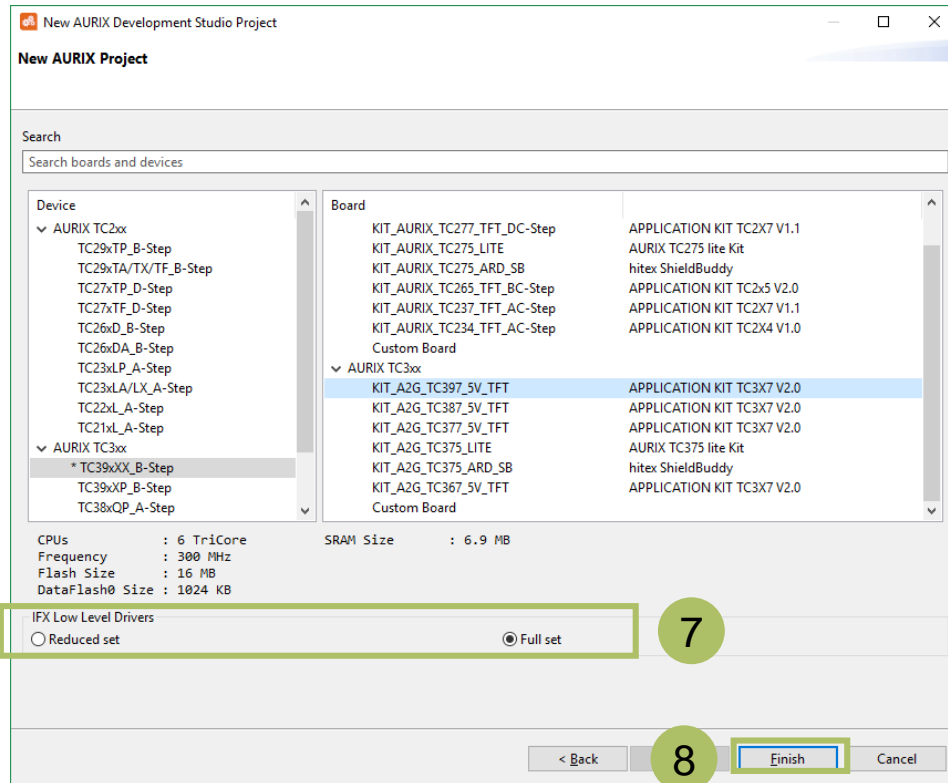 New AURIX Development Studio Project
New AURIX Project
Search
Search boards and devices
Device
AURIX TC2xx
TC29xTP_B-Step
TC29xTA/TX/TF_B-Step
TC27xTP_D-Step
TC27xTF_D-Step
TC26xD_B-Step
TC26xDA_B-Step
TC23xLP_A-Step
TC23xLA/LX_A-Step
TC22xL_A-Step
TC21xL_A-Step
AURIX TC3xx
* TC39xXX_B-Step
TC39xXP_B-Step
TC38xQP_A-Step
Board
KIT_AURIX_TC277_TFT_DC-Step APPLICATION KIT TC2X7 V1.1
KIT_AURIX_TC275_LITE AURIX TC275 lite Kit
KIT_AURIX_TC275_ARD_SB hitex ShieldBuddy
KIT_AURIX_TC265_TFT_BC-Step APPLICATION KIT TC2x5 V2.0
KIT_AURIX_TC237_TFT_AC-Step APPLICATION KIT TC2X7 V1.1
KIT_AURIX_TC234_TFT_AC-Step APPLICATION KIT TC2X4 V1.0
Custom Board
AURIX TC3xx
KIT_A2G_TC397_5V_TFT APPLICATION KIT TC3X7 V2.0
KIT_A2G_TC387_5V_TFT APPLICATION KIT TC3X7 V2.0
KIT_A2G_TC377_5V_TFT APPLICATION KIT TC3X7 V2.0
KIT_A2G_TC375_LITE AURIX TC375 lite Kit
KIT_A2G_TC375_ARD_SB hitex ShieldBuddy
KIT_A2G_TC367_5V_TFT APPLICATION KIT TC3X7 V2.0
Custom Board
CPUs : 6 TriCore SRAM Size : 6.9 MB
Frequency : 300 MHz
Flash Size : 16 MB
DataFlash0 Size : 1024 KB
IFX Low Level Drivers
Reduced set Full set
7
< Back
8
Finish
Cancel